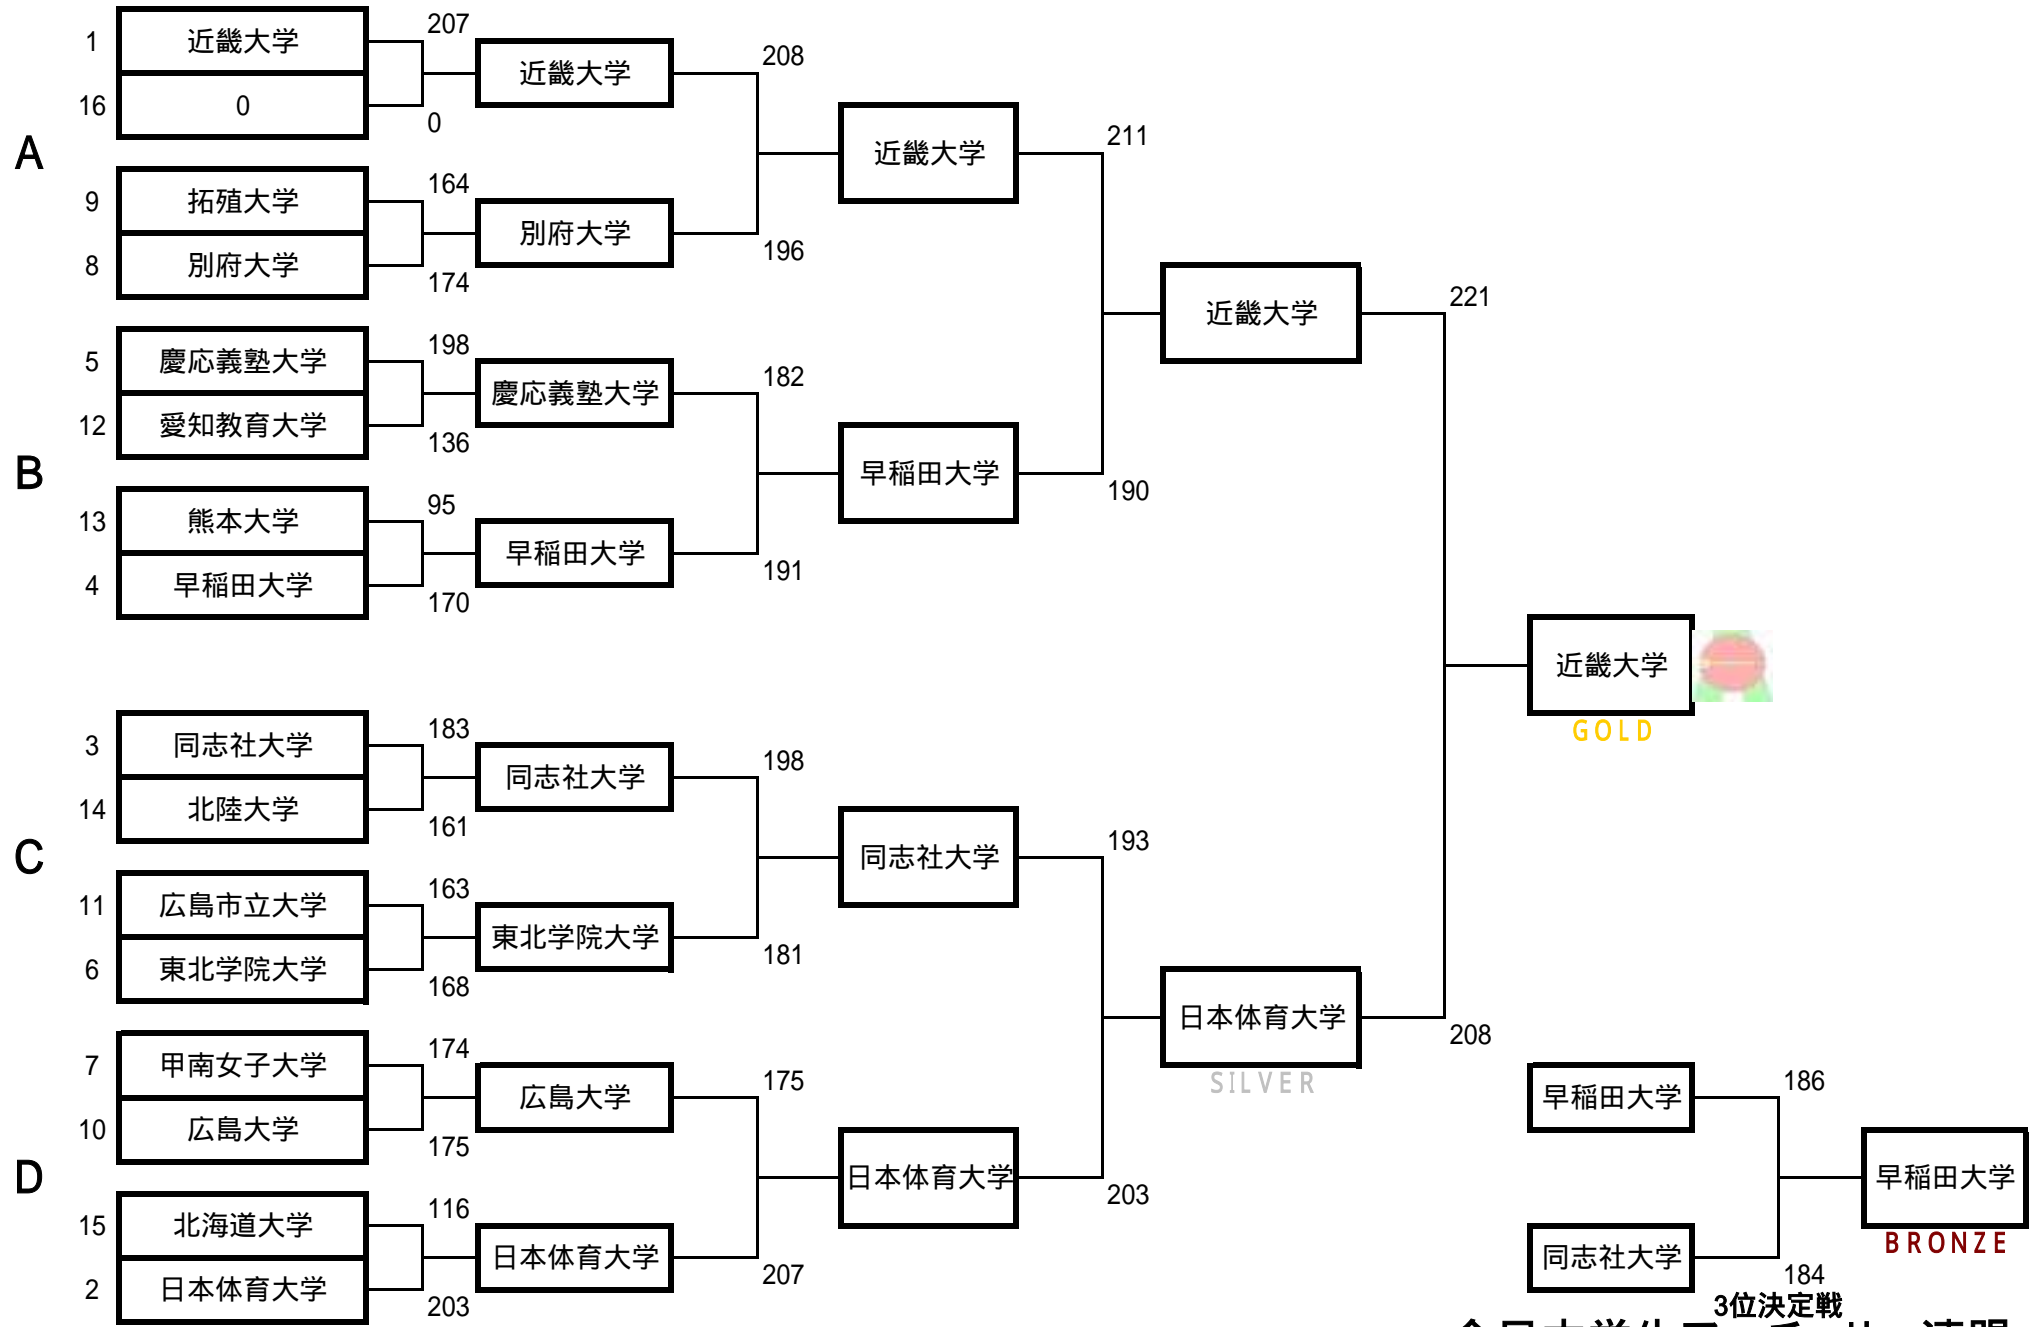 207
1 近畿大学
近畿大学
208
16 0
0
A
近畿大学
211
9 拓殖大学
164
別府大学
196
8 別府大学
174
近畿大学
221
5 慶応義塾大学
198
慶応義塾大学
182
12 愛知教育大学
136
B
早稲田大学
190
13 熊本大学
95
早稲田大学
191
4 早稲田大学
170
近畿大学
GOLD
3 同志社大学
183
同志社大学
198
14 北陸大学
161
C
同志社大学
193
11 広島市立大学
163
東北学院大学
181
6 東北学院大学
168
日本体育大学
208
SILVER
7 甲南女子大学
174
広島大学
175
10 広島大学
175
D
日本体育大学
203
15 北海道大学
116
日本体育大学
207
2 日本体育大学
203
早稲田大学
186
早稲田大学
BRONZE
同志社大学
184
3位決定戦